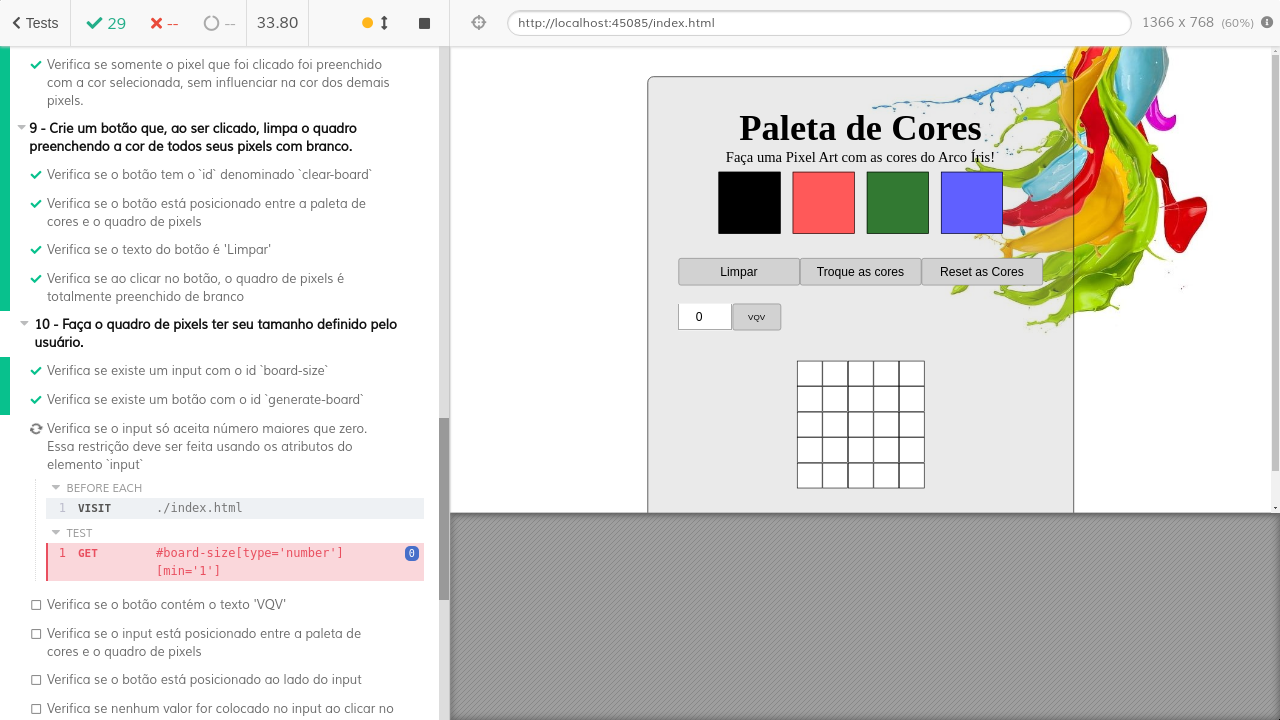 Tests
29
--
--
33.80
http://localhost:45085/index.html
1366 x 768 (60%)
Verifica se somente o pixel que foi clicado foi preenchido
com a cor selecionada, sem influenciar na cor dos demais
pixels.
9 - Crie um botão que, ao ser clicado, limpa o quadro
preenchendo a cor de todos seus pixels com branco.
Verifica se o botão tem o `id` denominado `clear-board`
Verifica se o botão está posicionado entre a paleta de
cores e o quadro de pixels
Verifica se o texto do botão é 'Limpar'
Verifica se ao clicar no botão, o quadro de pixels é
totalmente preenchido de branco
10 - Faça o quadro de pixels ter seu tamanho definido pelo
usuário.
Verifica se existe um input com o id `board-size`
Verifica se existe um botão com o id `generate-board`
Verifica se o input só aceita número maiores que zero.
Essa restrição deve ser feita usando os atributos do
elemento `input`
BEFORE EACH
1 VISIT ./index.html
TEST
1 GET #board-size[type='number'] 0
[min='1']
Verifica se o botão contém o texto 'VQV'
Verifica se o input está posicionado entre a paleta de
cores e o quadro de pixels
Verifica se o botão está posicionado ao lado do input
Verifica se nenhum valor for colocado no input ao clicar no
Paleta de Cores
Faça uma Pixel Art com as cores do Arco Íris!
Limpar
Troque as cores
Reset as Cores
0
VQV